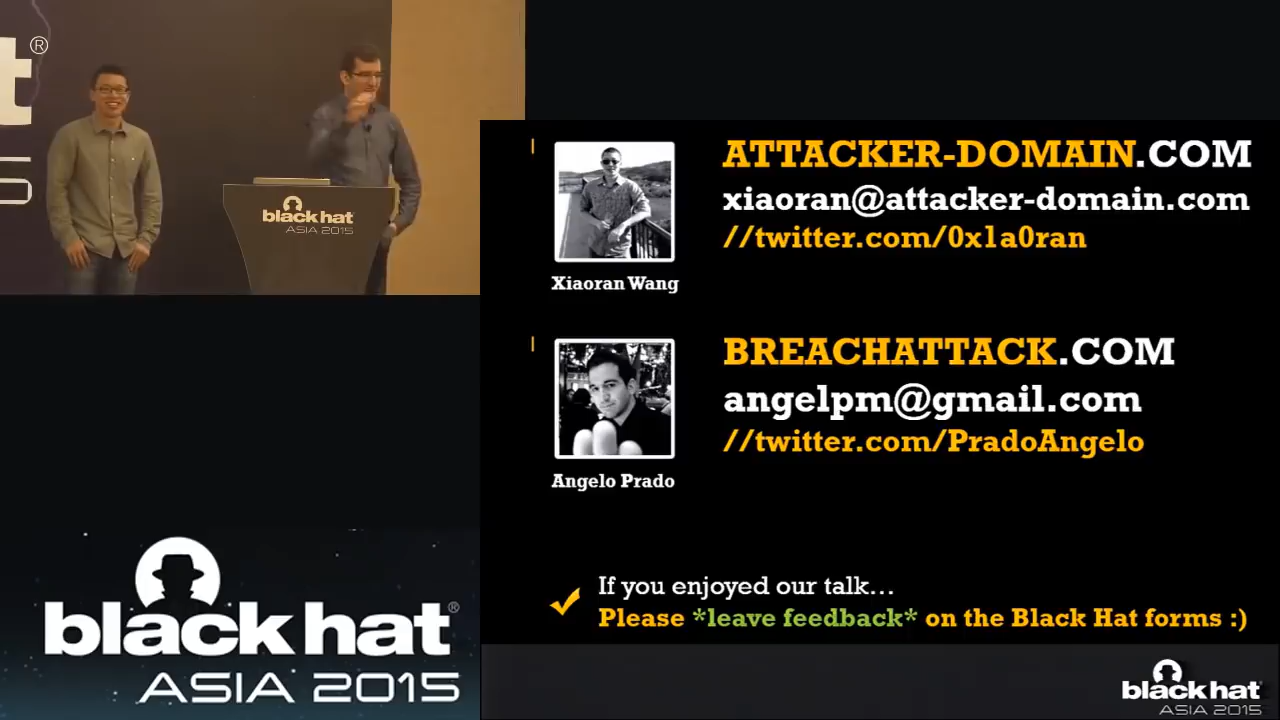 t®
5
black hat
ASIA 2015
ATTACKER-DOMAIN.COM
xiaoran@attacker-domain.com
//twitter.com/0x1a0ran
Xiaoran Wang
BREACHATTACK.COM
angelpm@gmail.com
//twitter.com/PradoAngelo
Angelo Prado
If you enjoyed our talk...
Please *leave feedback* on the Black Hat forms :)
black hat®
ASIA 2015
black hat
ASIA 2015